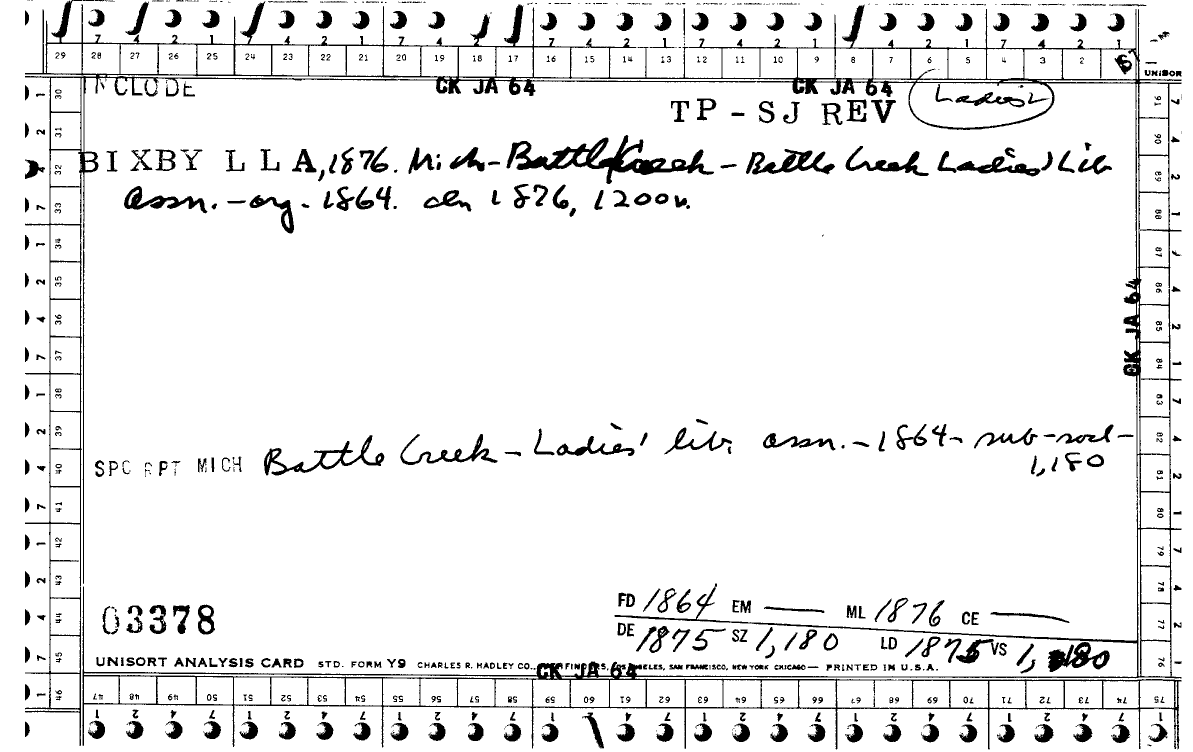 7 4 2 1 7 4 2 1 7 4 2 1 7 4 2 1 7 4 2 1 7 4 2 1 7 4 2 1
29 28 27 26 25 24 23 22 21 20 19 18 17 16 15 14 13 12 11 10 9 8 7 6 5 4 3 2
UNISOR
INCLUDE CK JA 64 CK JA 64
TP-SJ REV Ladies'L
BIXBY L L A, 1876. Mich-Battle Creek - Battle Creek Ladies' Lib
assn. - org. 1864. 1876, 1200v.
CK JA 64
SPC RPT MICH Battle Creek - Ladies' lib. assn. - 1864 - sub-socl -
1,180
03378
FD 1864 EM — ML 1876 CE —
DE 1875 SZ 1,180 LD 1875 VS 1,180
UNISORT ANALYSIS CARD STD. FORM Y9 CHARLES R. HADLEY CO., PATHFINDERS, LOS ANGELES, SAN FRANCISCO, NEW YORK CHICAGO — PRINTED IN U.S.A.
CK JA 64
30 31 32 33 34 35 36 37 38 39 40 41 42 43 44 45 46
91 90 89 88 87 86 85 84 83 82 81 80 79 78 77 76 75
47 48 49 50 51 52 53 54 55 56 57 58 59 60 61 62 63 64 65 66 67 68 69 70 71 72 73 74
1 2 4 7 1 2 4 7 1 2 4 7 1 2 4 7 1 2 4 7 1 2 4 7 1 2 4 7